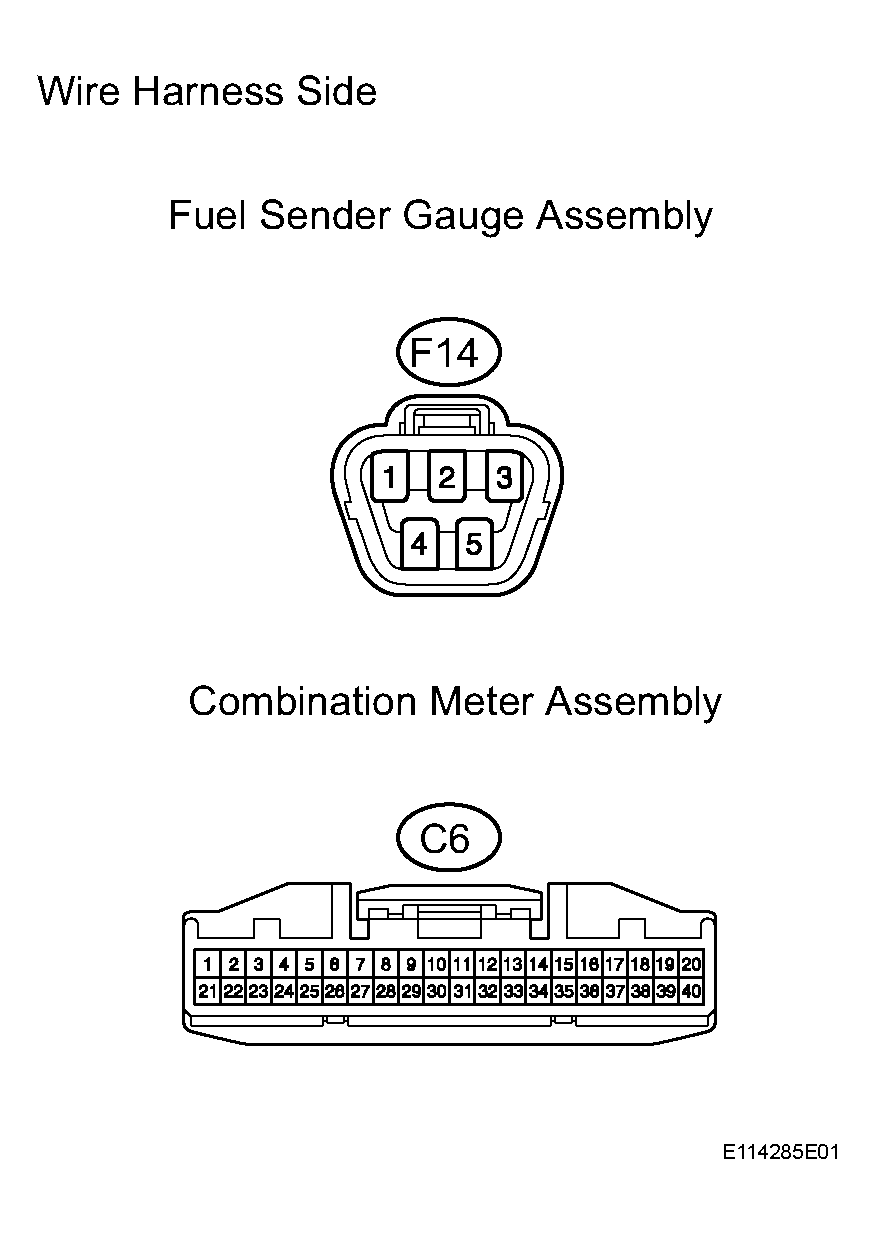 Wire Harness Side
Fuel Sender Gauge Assembly
F14
1 2 3
4 5
Combination Meter Assembly
C6
1 2 3 4 5 6 7 8 9 10 11 12 13 14 15 16 17 18 19 20
21 22 23 24 25 26 27 28 29 30 31 32 33 34 35 36 37 38 39 40
E114285E01